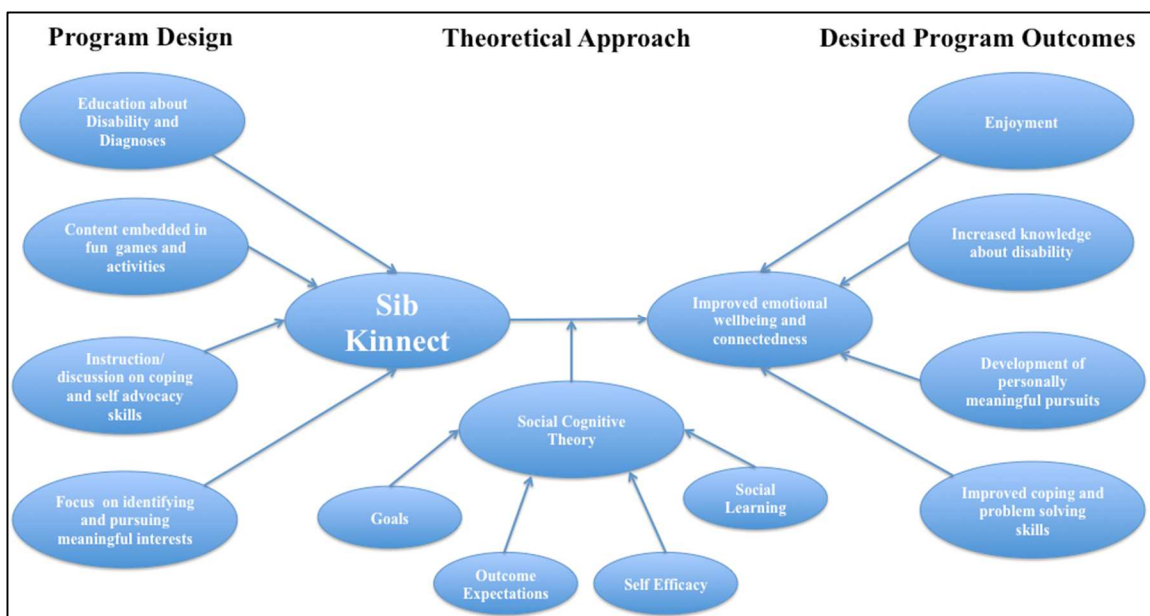 Program Design
Theoretical Approach
Desired Program Outcomes
Education about
Disability and
Diagnoses
Content embedded in
fun games and
activities
Instruction/
discussion on coping
and self advocacy
skills
Focus on identifying
and pursuing
meaningful interests
Sib
Kinnect
Social Cognitive
Theory
Goals
Outcome
Expectations
Self Efficacy
Social
Learning
Improved emotional
wellbeing and
connectedness
Enjoyment
Increased knowledge
about disability
Development of
personally
meaningful pursuits
Improved coping and
problem solving
skills